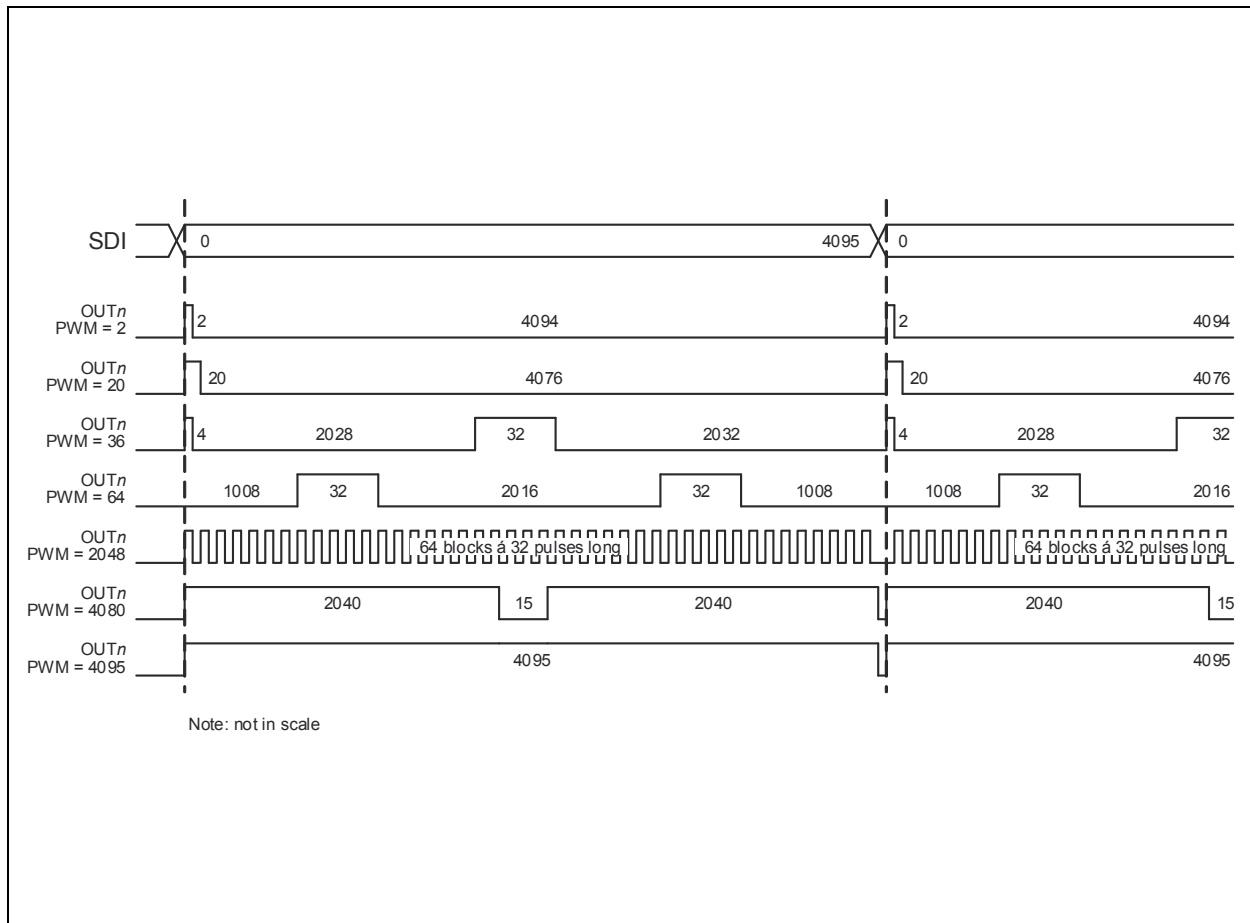 SDI
0
4095
0
OUTn
PWM = 2
2
4094
2
4094
OUTn
PWM = 20
20
4076
20
4076
OUTn
PWM = 36
4
2028
32
2032
4
2028
32
OUTn
PWM = 64
1008
32
2016
32
1008
1008
32
2016
OUTn
PWM = 2048
64 blocks á 32 pulses long
64 blocks á 32 pulses long
OUTn
PWM = 4080
2040
15
2040
2040
15
OUTn
PWM = 4095
4095
4095
Note: not in scale